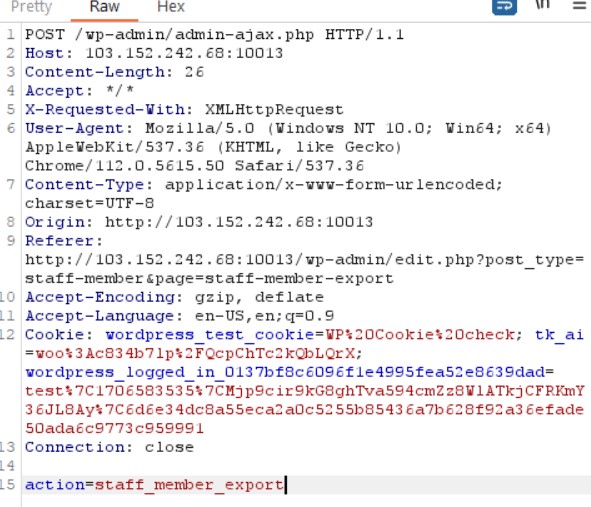 Pretty Raw Hex \n
1 POST /wp-admin/admin-ajax.php HTTP/1.1
2 Host: 103.152.242.68:10013
3 Content-Length: 26
4 Accept: */*
5 X-Requested-With: XMLHttpRequest
6 User-Agent: Mozilla/5.0 (Windows NT 10.0; Win64; x64)
AppleWebKit/537.36 (KHTML, like Gecko)
Chrome/112.0.5615.50 Safari/537.36
7 Content-Type: application/x-www-form-urlencoded;
charset=UTF-8
8 Origin: http://103.152.242.68:10013
9 Referer:
http://103.152.242.68:10013/wp-admin/edit.php?post_type=
staff-member&page=staff-member-export
10 Accept-Encoding: gzip, deflate
11 Accept-Language: en-US,en;q=0.9
12 Cookie: wordpress_test_cookie=WP%20Cookie%20check; tk_ai
=woo%3Ac834b71p%2FQcpChTc2kQbLQrX;
wordpress_logged_in_0137bf8c6096f1e4995fea52e8639dad=
test%7C1706583535%7CMjp9cir9kG8ghTva594cmZz8WlATkjCFRKmY
36JL8Ay%7C6d6e34dc8a55eca2a0c5255b85436a7b628f92a36efade
50ada6c9773c959991
13 Connection: close
14
15 action=staff_member_export